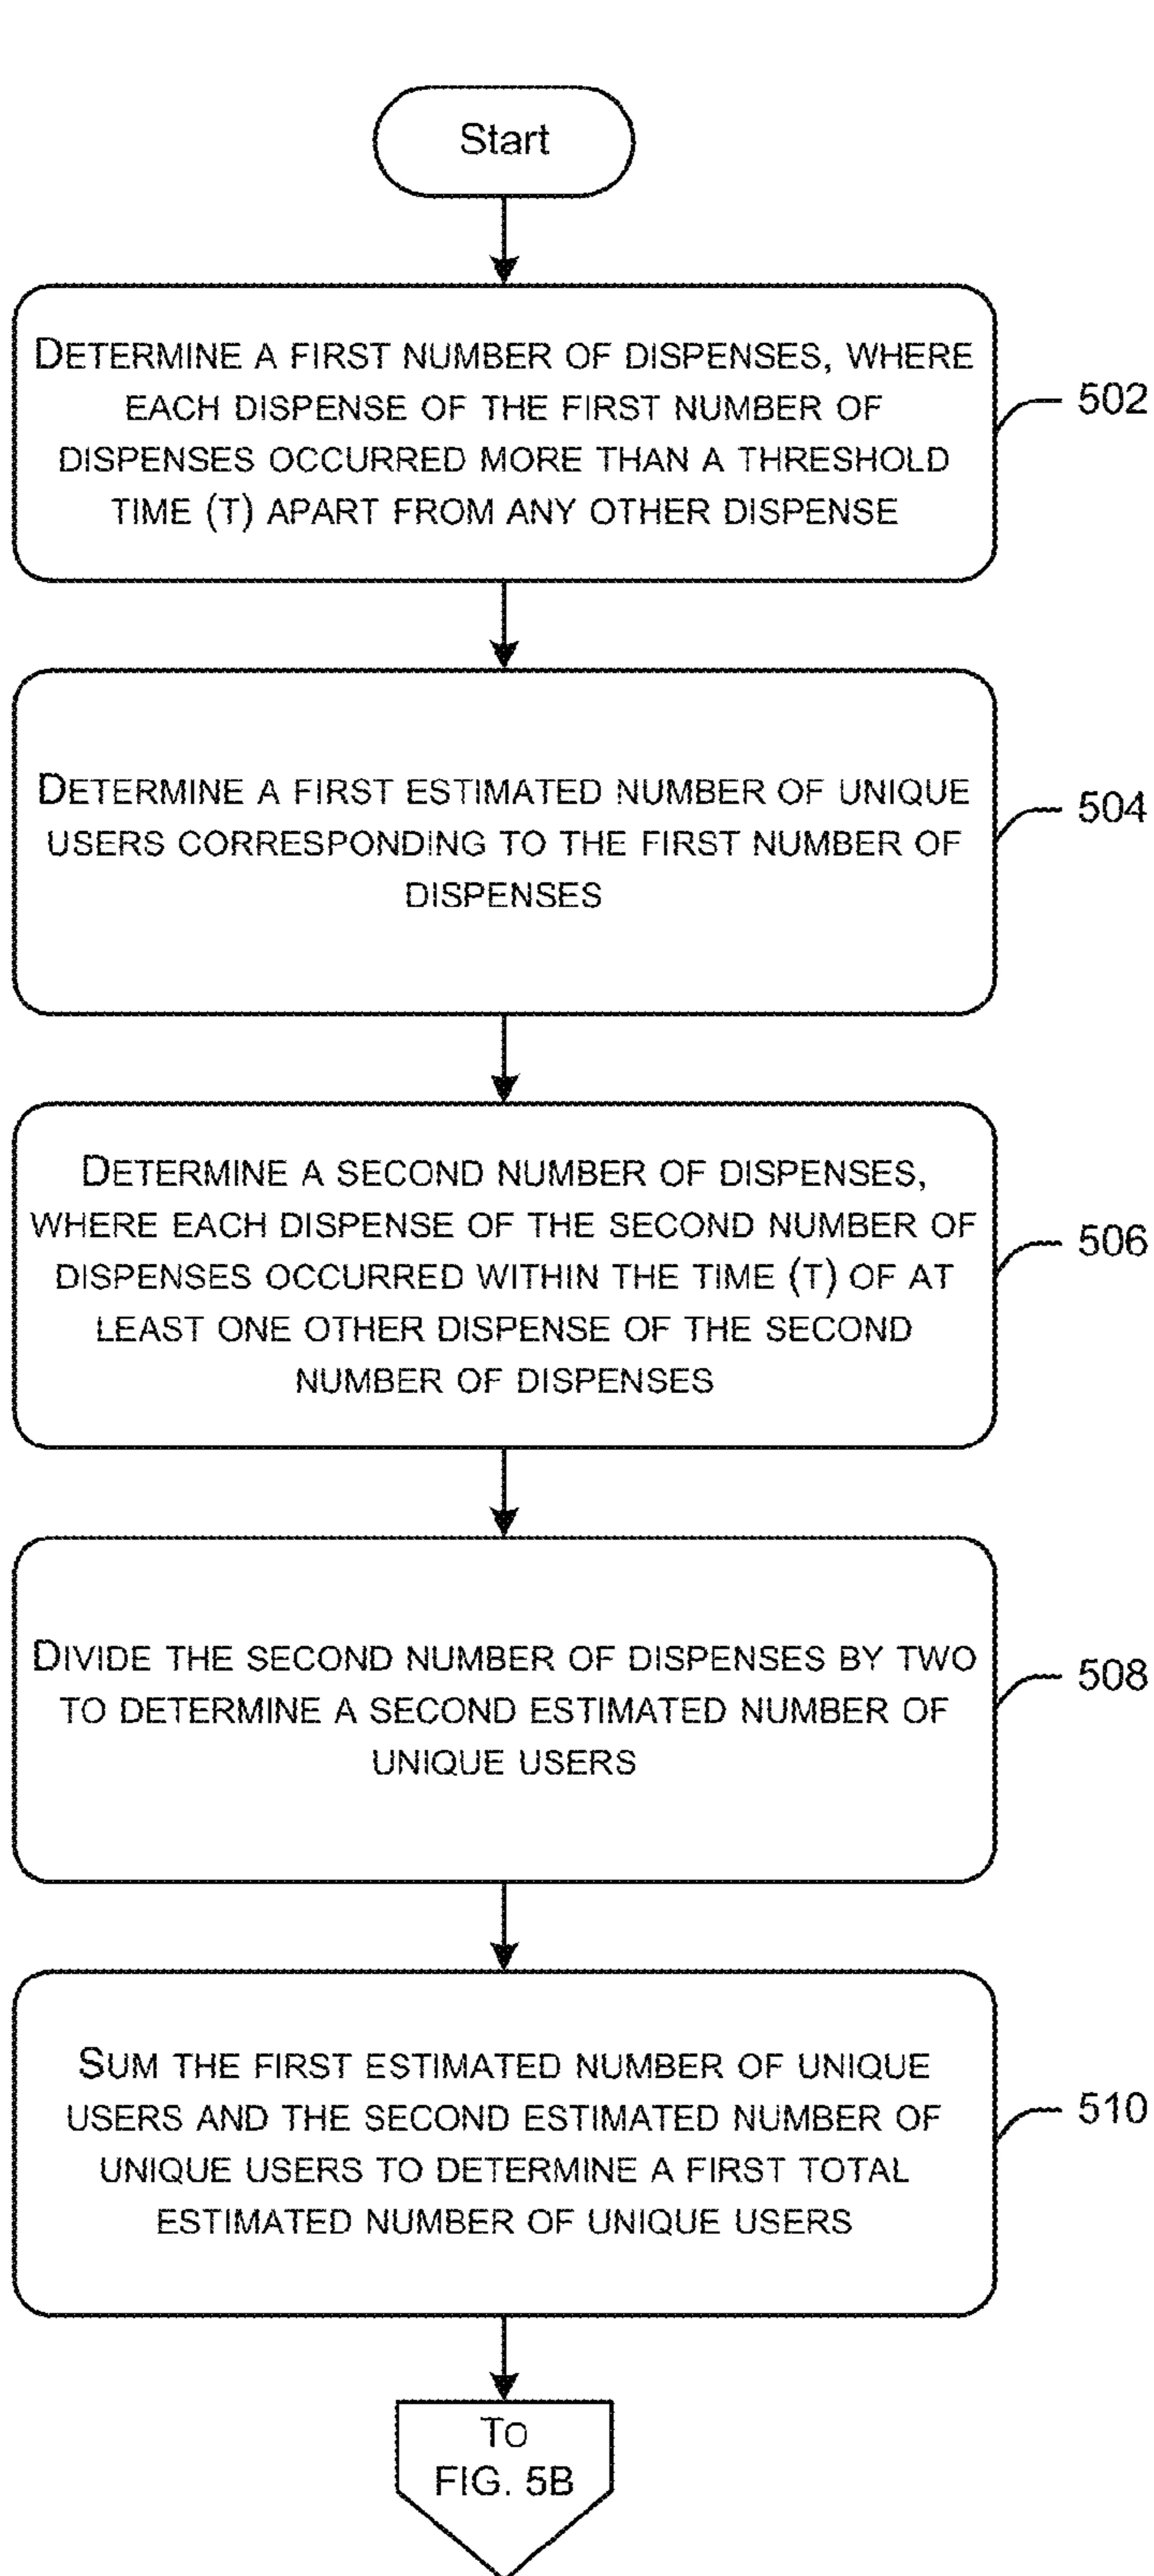 Start
DETERMINE A FIRST NUMBER OF DISPENSES, WHERE
EACH DISPENSE OF THE FIRST NUMBER OF
DISPENSES OCCURRED MORE THAN A THRESHOLD
TIME (T) APART FROM ANY OTHER DISPENSE
502
DETERMINE A FIRST ESTIMATED NUMBER OF UNIQUE
USERS CORRESPONDING TO THE FIRST NUMBER OF
DISPENSES
504
DETERMINE A SECOND NUMBER OF DISPENSES,
WHERE EACH DISPENSE OF THE SECOND NUMBER OF
DISPENSES OCCURRED WITHIN THE TIME (T) OF AT
LEAST ONE OTHER DISPENSE OF THE SECOND
NUMBER OF DISPENSES
506
DIVIDE THE SECOND NUMBER OF DISPENSES BY TWO
TO DETERMINE A SECOND ESTIMATED NUMBER OF
UNIQUE USERS
508
SUM THE FIRST ESTIMATED NUMBER OF UNIQUE
USERS AND THE SECOND ESTIMATED NUMBER OF
UNIQUE USERS TO DETERMINE A FIRST TOTAL
ESTIMATED NUMBER OF UNIQUE USERS
510
TO
FIG. 5B